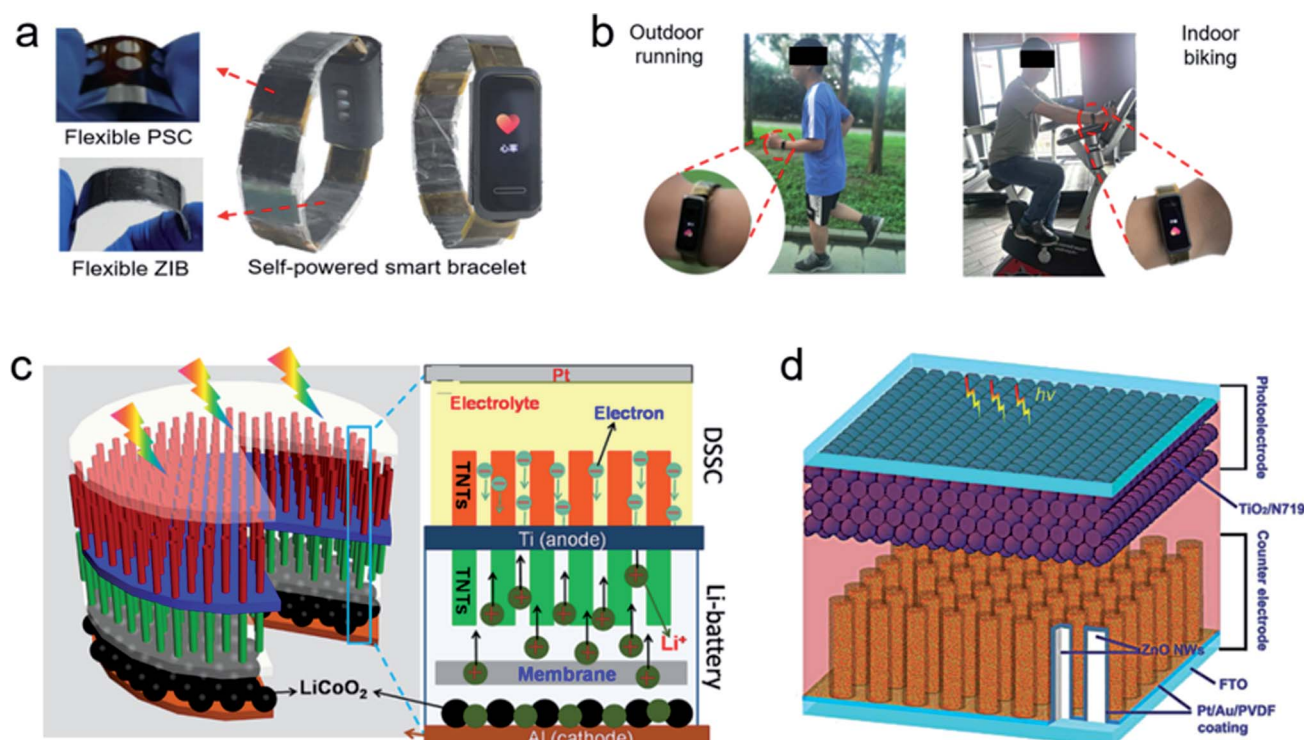 a
Flexible PSC
Flexible ZIB
心率
Self-powered smart bracelet
b
Outdoor
running
Indoor
biking
c
LiCoO₂
Pt
Electrolyte
Electron
TNTs
DSSC
Ti (anode)
TNTs
Li-battery
Li⁺
Membrane
Al (cathode)
d
hv
Photoelectrode
TiO₂/N719
Counter electrode
ZnO NWs
FTO
Pt/Au/PVDF
coating